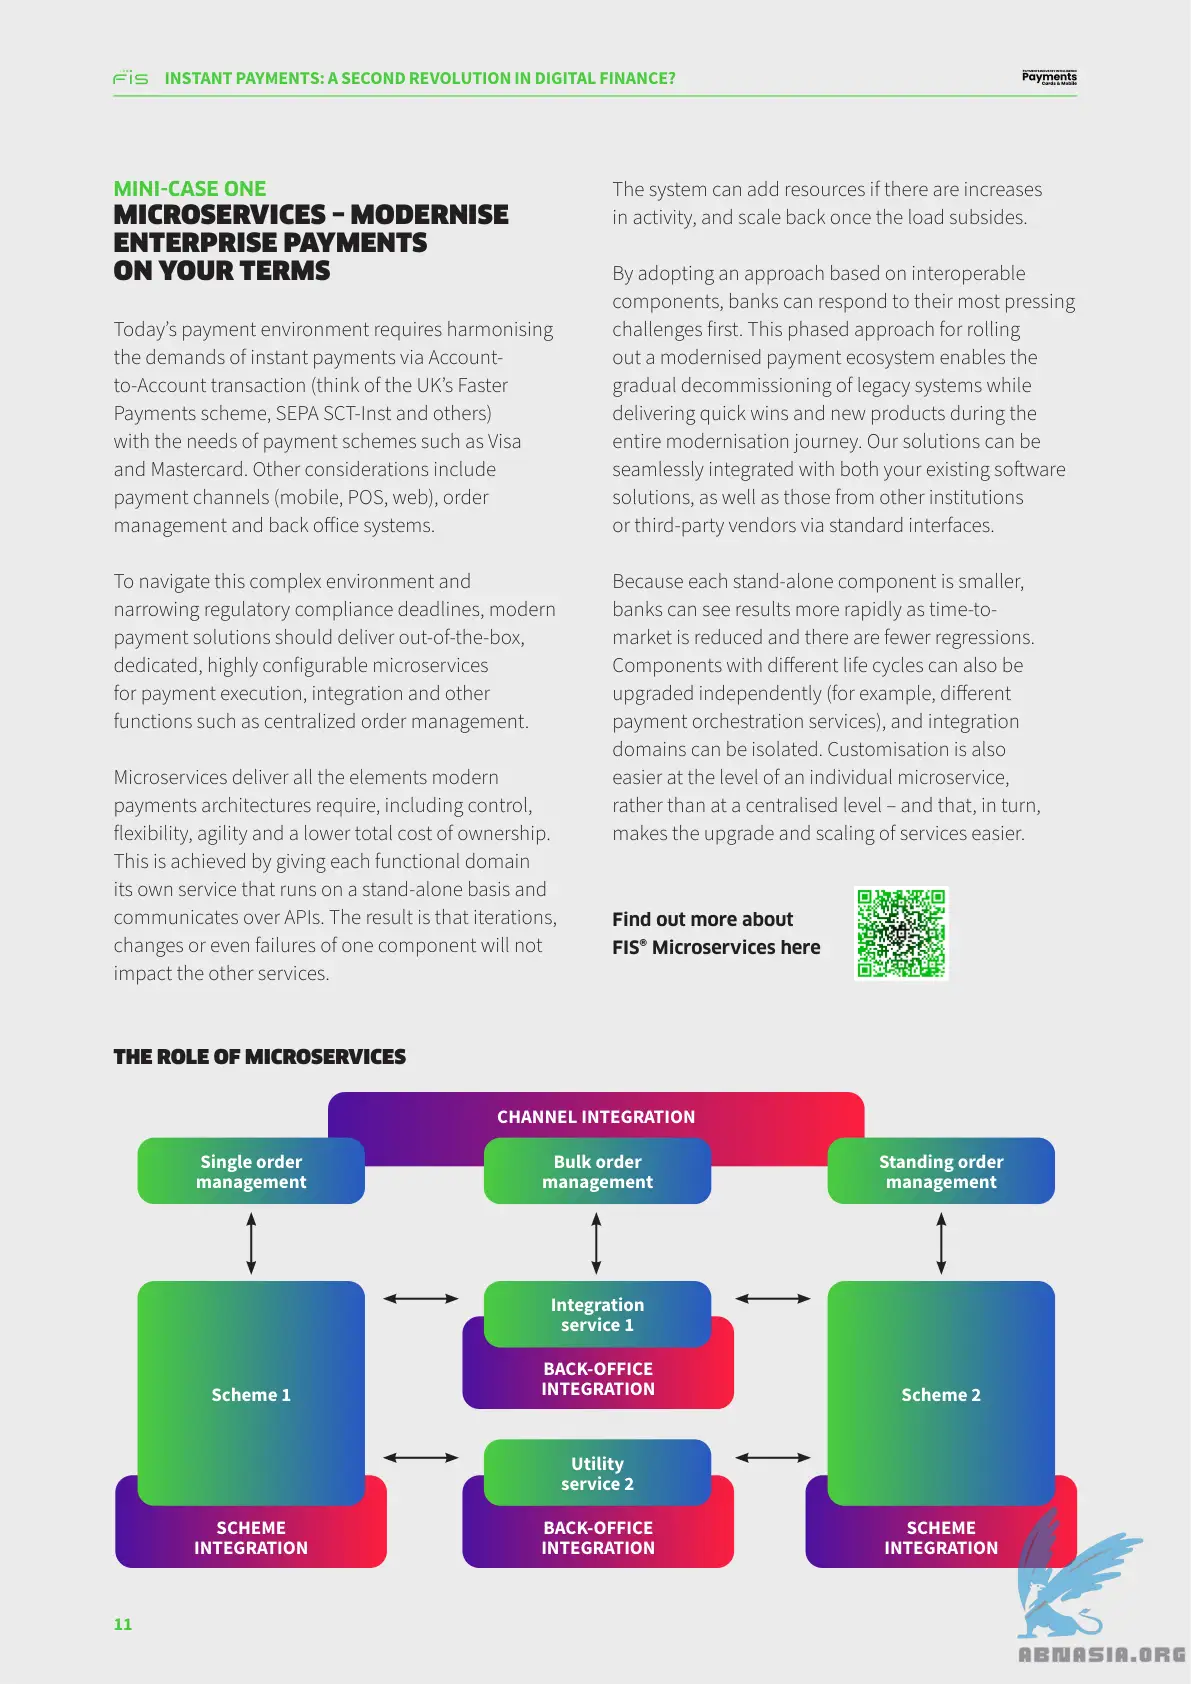 FIS
INSTANT PAYMENTS: A SECOND REVOLUTION IN DIGITAL FINANCE?
Payments
Cards & Mobile
MINI-CASE ONE
MICROSERVICES – MODERNISE
ENTERPRISE PAYMENTS
ON YOUR TERMS
Today’s payment environment requires harmonising
the demands of instant payments via Account-
to-Account transaction (think of the UK’s Faster
Payments scheme, SEPA SCT-Inst and others)
with the needs of payment schemes such as Visa
and Mastercard. Other considerations include
payment channels (mobile, POS, web), order
management and back office systems.
To navigate this complex environment and
narrowing regulatory compliance deadlines, modern
payment solutions should deliver out-of-the-box,
dedicated, highly configurable microservices
for payment execution, integration and other
functions such as centralized order management.
Microservices deliver all the elements modern
payments architectures require, including control,
flexibility, agility and a lower total cost of ownership.
This is achieved by giving each functional domain
its own service that runs on a stand-alone basis and
communicates over APIs. The result is that iterations,
changes or even failures of one component will not
impact the other services.
The system can add resources if there are increases
in activity, and scale back once the load subsides.
By adopting an approach based on interoperable
components, banks can respond to their most pressing
challenges first. This phased approach for rolling
out a modernised payment ecosystem enables the
gradual decommissioning of legacy systems while
delivering quick wins and new products during the
entire modernisation journey. Our solutions can be
seamlessly integrated with both your existing software
solutions, as well as those from other institutions
or third-party vendors via standard interfaces.
Because each stand-alone component is smaller,
banks can see results more rapidly as time-to-
market is reduced and there are fewer regressions.
Components with different life cycles can also be
upgraded independently (for example, different
payment orchestration services), and integration
domains can be isolated. Customisation is also
easier at the level of an individual microservice,
rather than at a centralised level – and that, in turn,
makes the upgrade and scaling of services easier.
Find out more about
FIS® Microservices here
THE ROLE OF MICROSERVICES
CHANNEL INTEGRATION
Single order
management
Bulk order
management
Standing order
management
Scheme 1
Integration
service 1
BACK-OFFICE
INTEGRATION
Scheme 2
Utility
service 2
SCHEME
INTEGRATION
BACK-OFFICE
INTEGRATION
SCHEME
INTEGRATION
11
ABNASIA.ORG